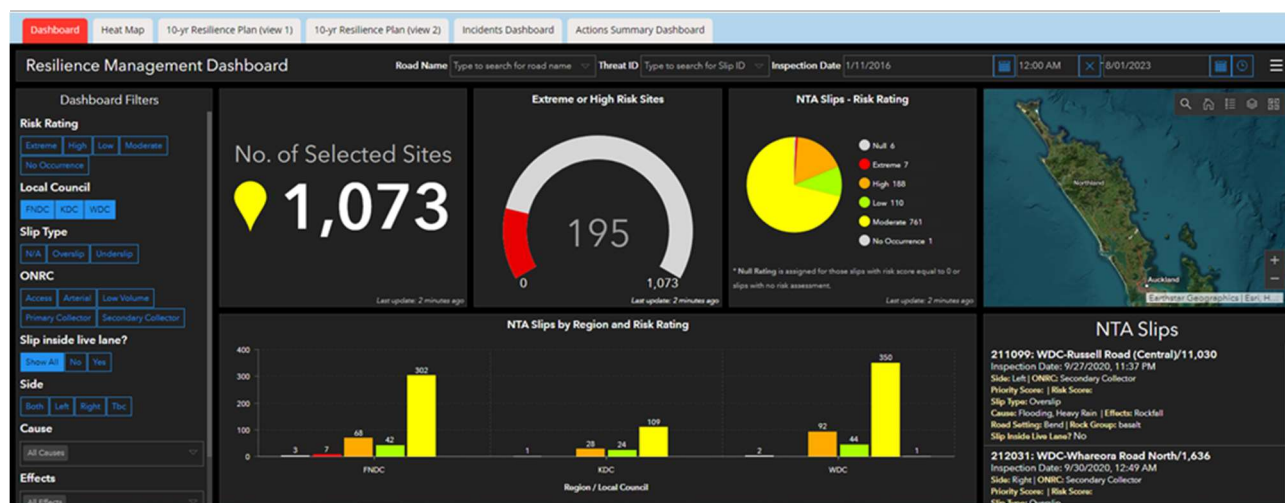 Dashboard
Heat Map
10-yr Resilience Plan (view 1)
10-yr Resilience Plan (view 2)
Incidents Dashboard
Actions Summary Dashboard
Resilience Management Dashboard
Road Name Type to search for road name
Threat ID Type to search for Slip ID
Inspection Date 1/11/2016
12:00 AM
8/01/2023
Dashboard Filters
Risk Rating
Extreme High Low Moderate
No Occurrence
Local Council
FNDC KDC WDC
Slip Type
N/A Overslip Underslip
ONRC
Access Arterial Low Volume
Primary Collector Secondary Collector
Slip inside live lane?
Show All No Yes
Side
Both Left Right Tbc
Cause
All Causes
Effects
All Effects
No. of Selected Sites
1,073
Last update: 2 minutes ago
Extreme or High Risk Sites
195
0 1,073
Last update: 2 minutes ago
NTA Slips - Risk Rating
Null 6
Extreme 7
High 188
Low 110
Moderate 761
No Occurrence 1
* Null Rating is assigned for those slips with risk score equal to 0 or
slips with no risk assessment.
Last update: 2 minutes ago
Northland
Auckland
Earthstar Geographics | Esri, H...
NTA Slips by Region and Risk Rating
400
300
200
100
0
3 7 68 42 302
1 28 24 109
2 92 44 350 1
FNDC KDC WDC
Region / Local Council
NTA Slips
211099: WDC-Russell Road (Central)/11,030
Inspection Date: 9/27/2020, 11:37 PM
Side: Left | ONRC: Secondary Collector
Priority Score: | Risk Score:
Slip Type: Overslip
Cause: Flooding, Heavy Rain | Effects: Rockfall
Road Setting: Bend | Rock Group: basalt
Slip Inside Live Lane? No
212031: WDC-Whareora Road North/1,636
Inspection Date: 9/30/2020, 12:49 AM
Side: Right | ONRC: Secondary Collector
Priority Score: | Risk Score:
Slip Type: Overslip